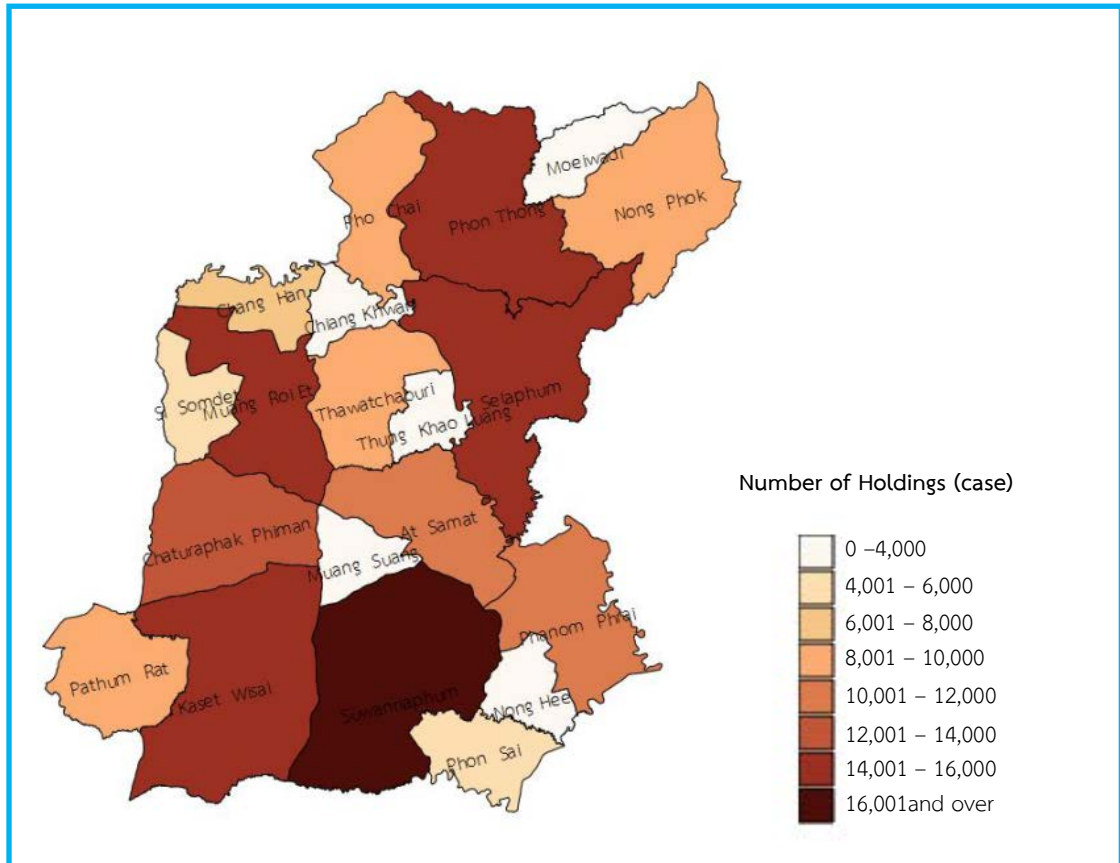 Moeiwadi
Nong Phok
Pho Chai
Phon Thong
Chang Han
Chiang Khwan
Si Somdet
Muang Roi Et
Thawatchaburi
Selaphum
Thung Khao Luang
Number of Holdings (case)
Chaturaphak Phiman
At Samat
Muang Suang
Phanom Phrai
Pathum Rat
Kaset Wisai
Suwannaphum
Nong Hee
Phon Sai
0 –4,000
4,001 – 6,000
6,001 – 8,000
8,001 – 10,000
10,001 – 12,000
12,001 – 14,000
14,001 – 16,000
16,001and over